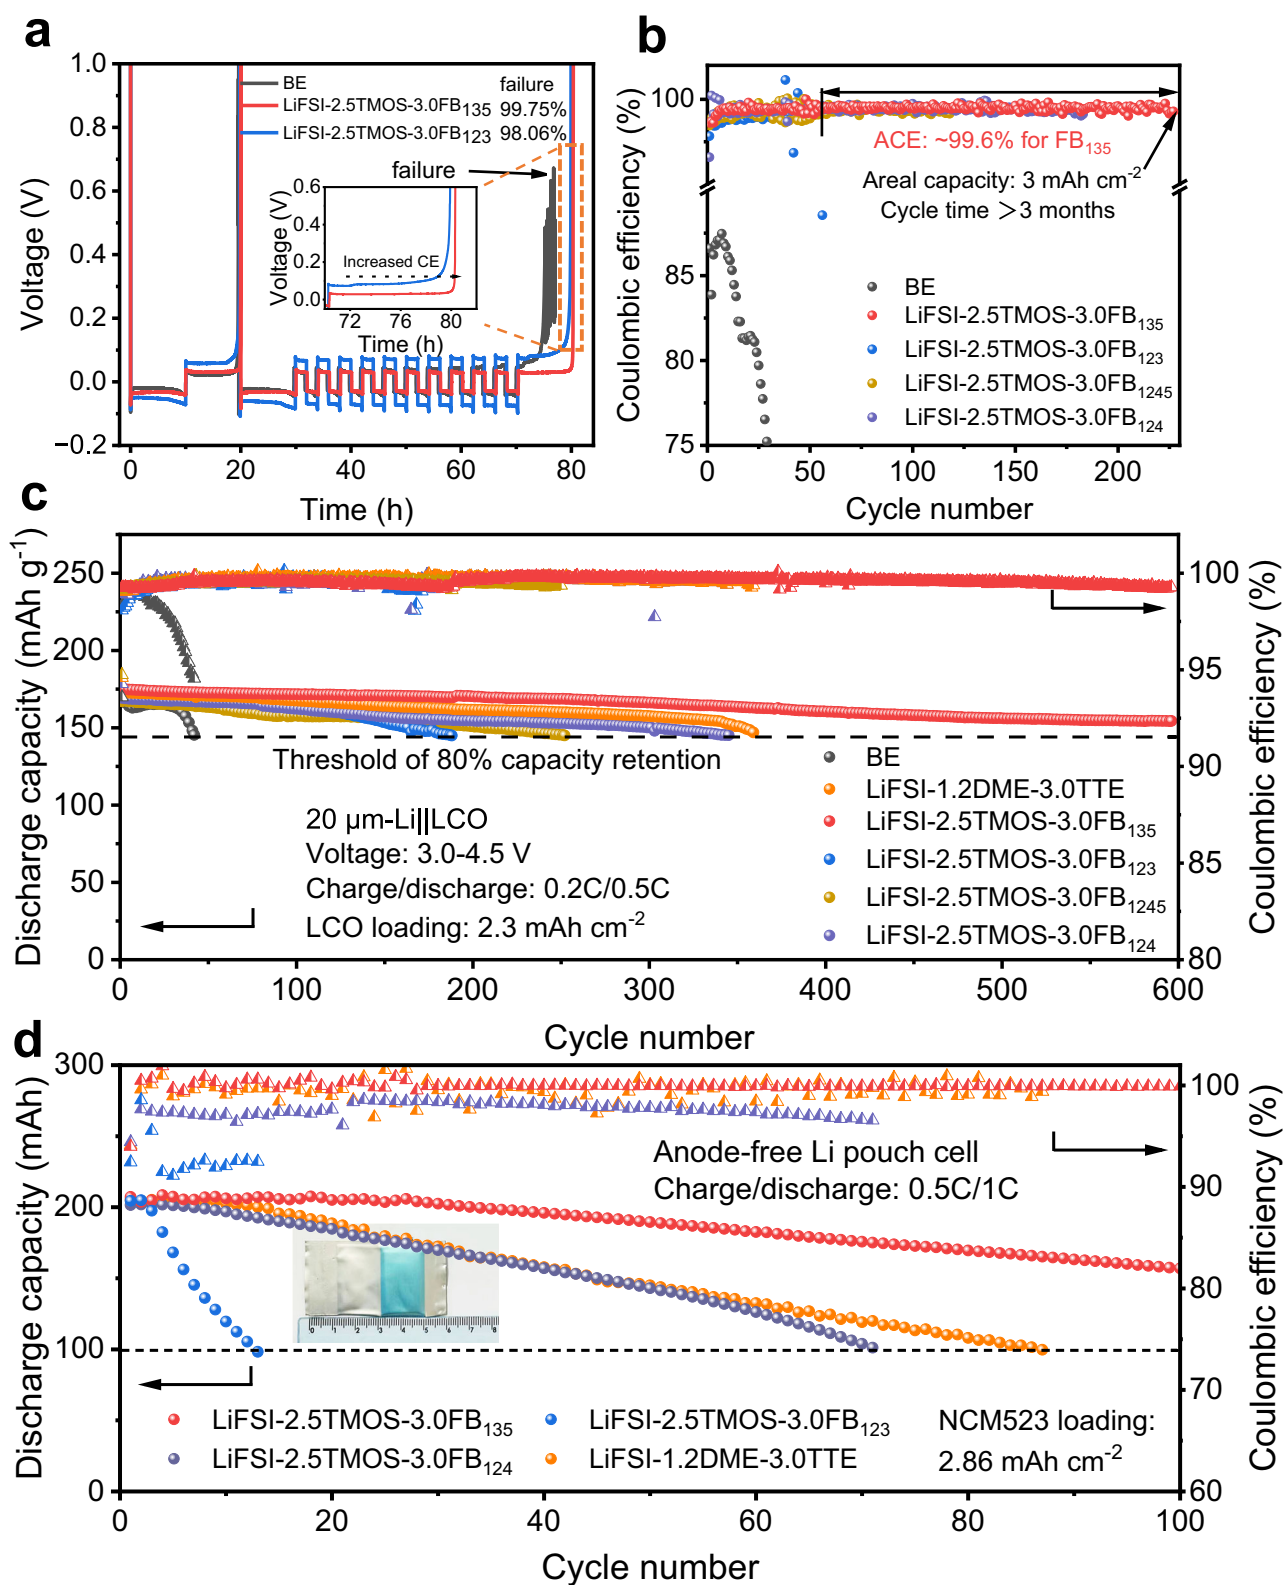 a
1.0
0.8
0.6
0.4
0.2
0.0
−0.2
Voltage (V)
0
20
40
60
80
Time (h)
BE
failure
LiFSI-2.5TMOS-3.0FB₁₃₅ 99.75%
LiFSI-2.5TMOS-3.0FB₁₂₃ 98.06%
failure
0.6
0.4
0.2
0.0
Voltage (V)
Increased CE
72
76
80
Time (h)
b
100
85
80
75
Coulombic efficiency (%)
ACE: ~99.6% for FB₁₃₅
Areal capacity: 3 mAh cm⁻²
Cycle time >3 months
BE
LiFSI-2.5TMOS-3.0FB₁₃₅
LiFSI-2.5TMOS-3.0FB₁₂₃
LiFSI-2.5TMOS-3.0FB₁₂₄₅
LiFSI-2.5TMOS-3.0FB₁₂₄
0
50
100
150
200
Cycle number
c
250
200
150
100
50
0
Discharge capacity (mAh g⁻¹)
100
95
90
85
80
Coulombic efficiency (%)
Threshold of 80% capacity retention
20 μm-Li||LCO
Voltage: 3.0-4.5 V
Charge/discharge: 0.2C/0.5C
LCO loading: 2.3 mAh cm⁻²
BE
LiFSI-1.2DME-3.0TTE
LiFSI-2.5TMOS-3.0FB₁₃₅
LiFSI-2.5TMOS-3.0FB₁₂₃
LiFSI-2.5TMOS-3.0FB₁₂₄₅
LiFSI-2.5TMOS-3.0FB₁₂₄
0
100
200
300
400
500
600
Cycle number
d
300
200
100
0
Discharge capacity (mAh)
100
90
80
70
60
Coulombic efficiency (%)
Anode-free Li pouch cell
Charge/discharge: 0.5C/1C
0 1 2 3 4 5 6 7 8
LiFSI-2.5TMOS-3.0FB₁₃₅
LiFSI-2.5TMOS-3.0FB₁₂₃
LiFSI-2.5TMOS-3.0FB₁₂₄
LiFSI-1.2DME-3.0TTE
NCM523 loading:
2.86 mAh cm⁻²
0
20
40
60
80
100
Cycle number